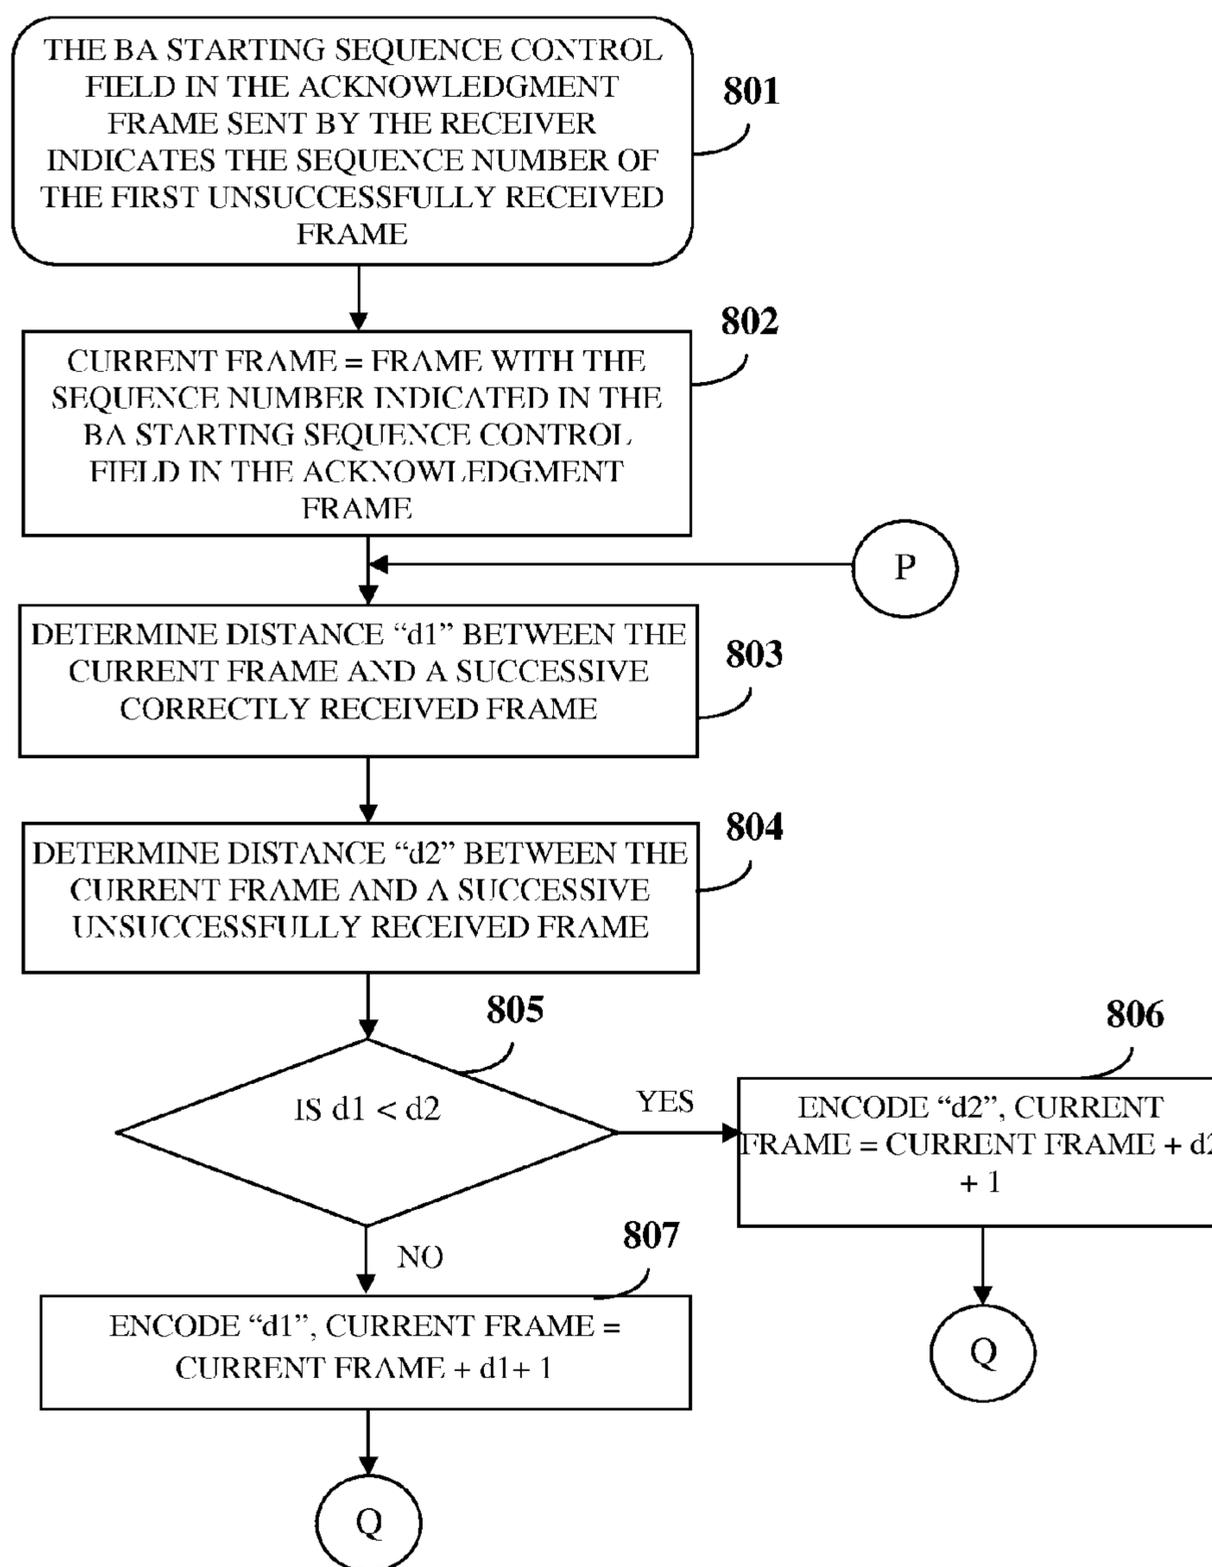 THE BA STARTING SEQUENCE CONTROL
FIELD IN THE ACKNOWLEDGMENT
FRAME SENT BY THE RECEIVER
INDICATES THE SEQUENCE NUMBER OF
THE FIRST UNSUCCESSFULLY RECEIVED
FRAME
801
802
CURRENT FRAME = FRAME WITH THE
SEQUENCE NUMBER INDICATED IN THE
BA STARTING SEQUENCE CONTROL
FIELD IN THE ACKNOWLEDGMENT
FRAME
P
DETERMINE DISTANCE “d1” BETWEEN THE
CURRENT FRAME AND A SUCCESSIVE
CORRECTLY RECEIVED FRAME
803
804
DETERMINE DISTANCE “d2” BETWEEN THE
CURRENT FRAME AND A SUCCESSIVE
UNSUCCESSFULLY RECEIVED FRAME
805
IS d1 < d2
YES
806
ENCODE “d2”, CURRENT
FRAME = CURRENT FRAME + d2
+ 1
NO
807
ENCODE “d1”, CURRENT FRAME =
CURRENT FRAME + d1+ 1
Q
Q